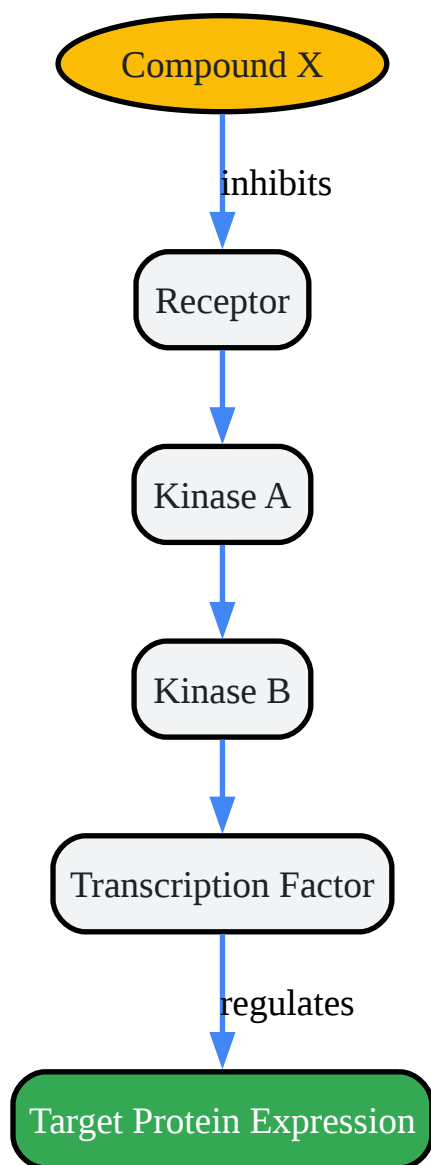 Compound X
inhibits
Receptor
Kinase A
Kinase B
Transcription Factor
regulates
Target Protein Expression